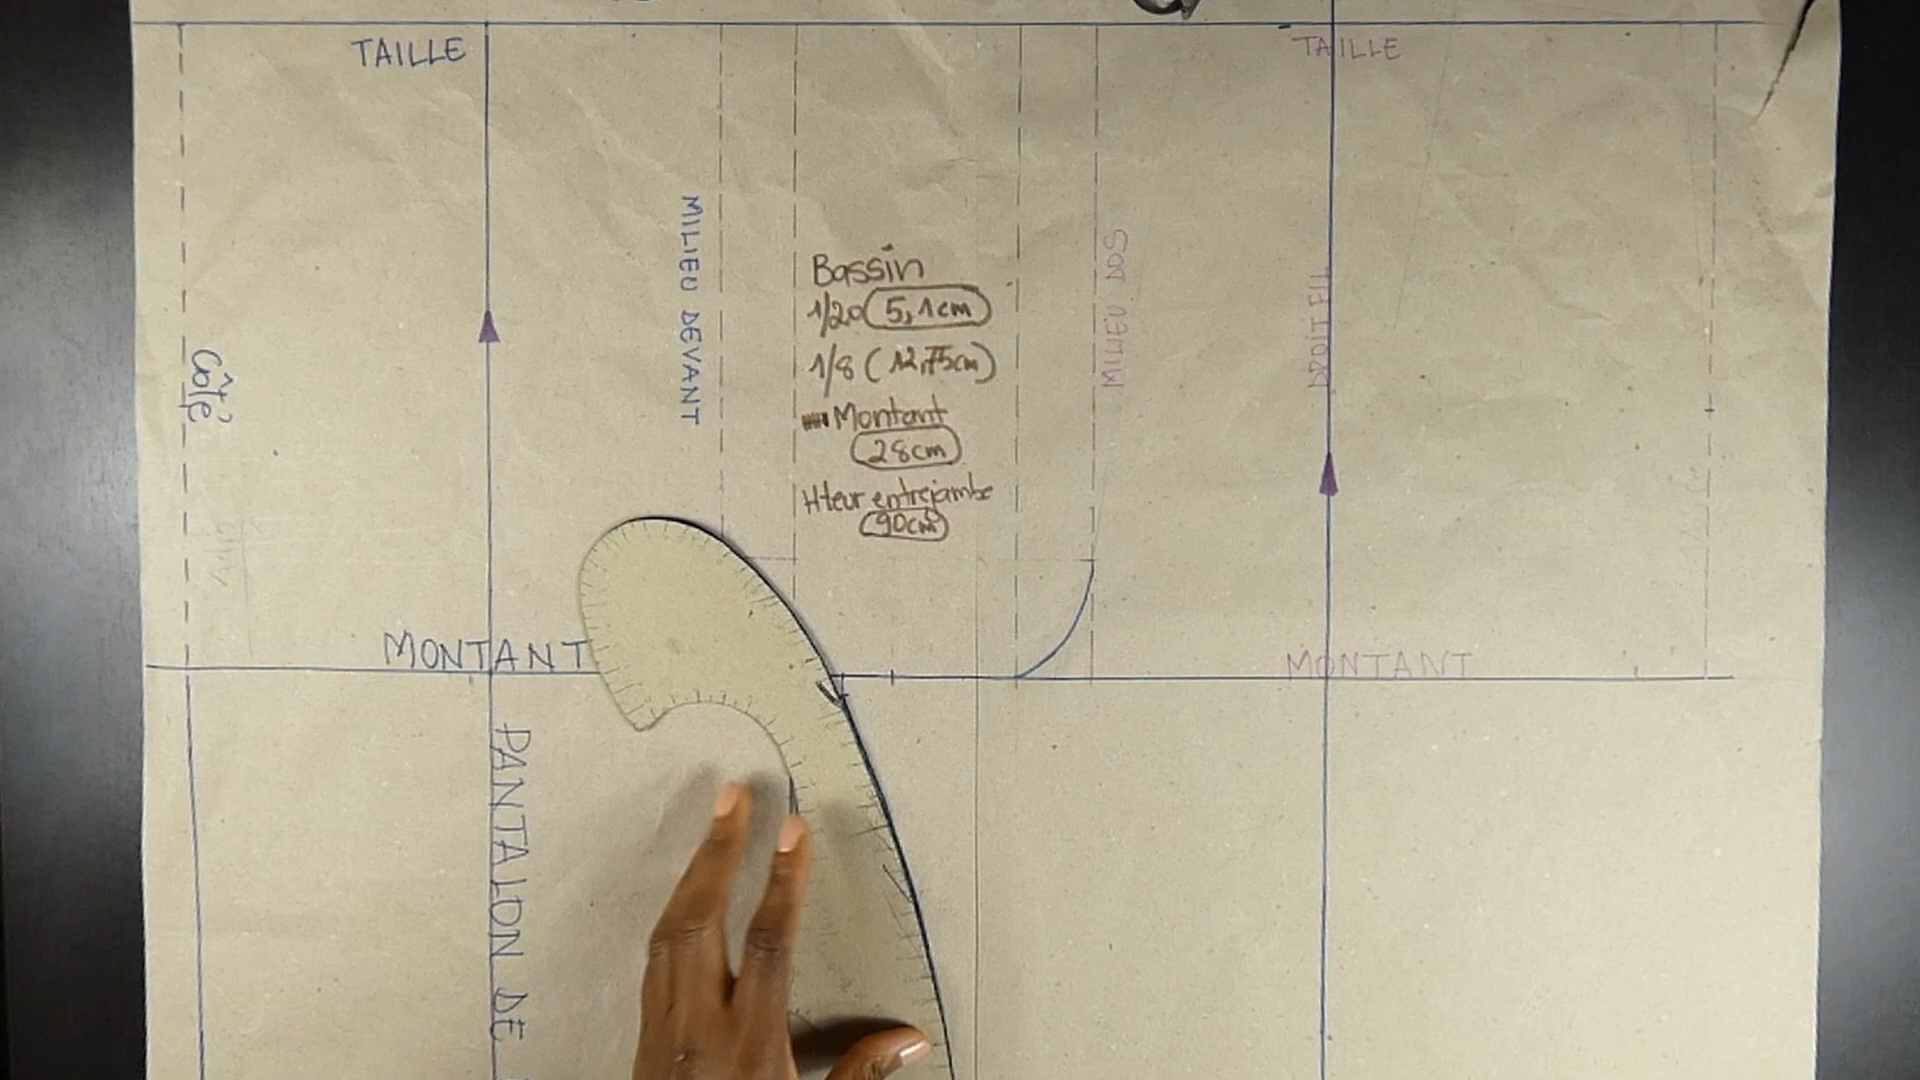 TAILLE
TAILLE
MILIEU DEVANT
Bassin
1/20 5,1cm
1/8 (12,75cm)
Montant
28cm
Hteur entrejambe
90cm
MILIEU DOS
DROIT FIL
Côté
MONTANT
MONTANT
PANTALON DE